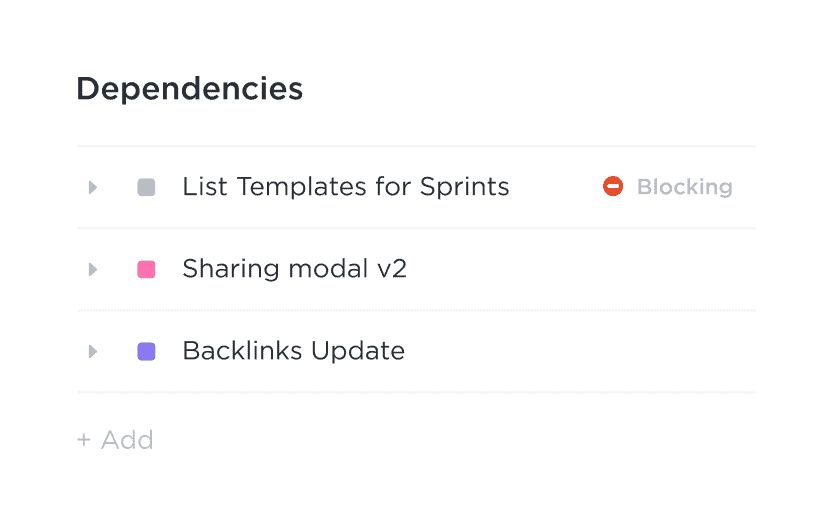 Dependencies
List Templates for Sprints Blocking
Sharing modal v2
Backlinks Update
+ Add